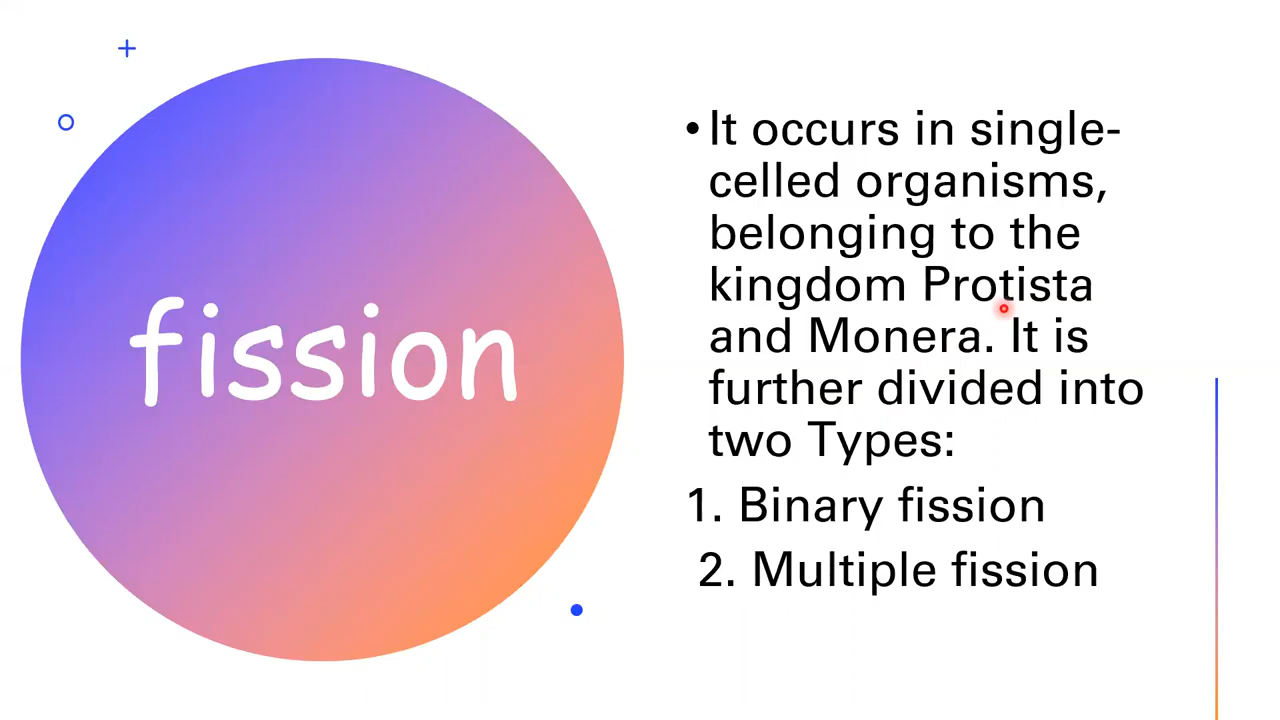 fission
• It occurs in single-
celled organisms,
belonging to the
kingdom Protista
and Monera. It is
further divided into
two Types:
1. Binary fission
2. Multiple fission